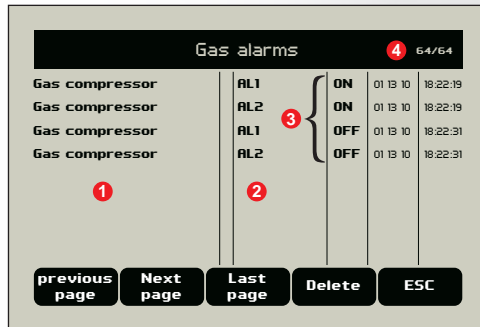 Gas alarms 4 64/64
Gas compressor AL1 ON 01 13 10 18:22:19
Gas compressor AL2 ON 01 13 10 18:22:19
3
Gas compressor AL1 OFF 01 13 10 18:22:31
Gas compressor AL2 OFF 01 13 10 18:22:31
1 2
previous page Next page Last page Delete ESC